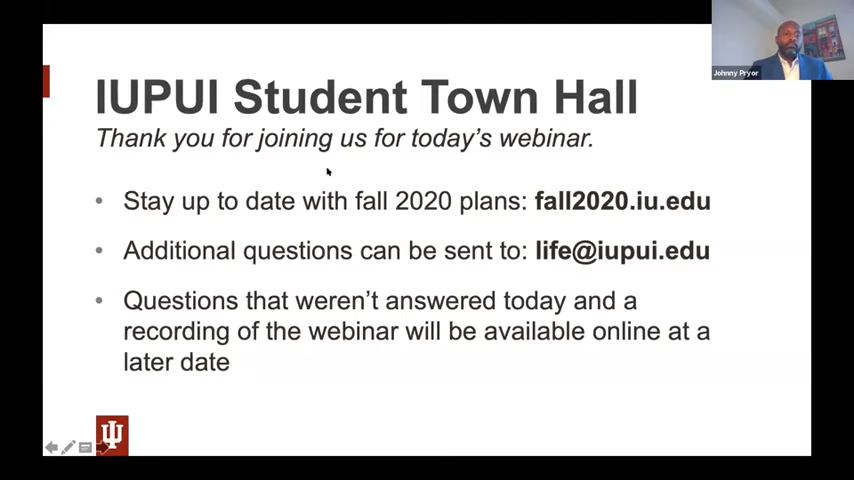 Johnny Pryor
IUPUI Student Town Hall
Thank you for joining us for today's webinar.
• Stay up to date with fall 2020 plans: fall2020.iu.edu
• Additional questions can be sent to: life@iupui.edu
• Questions that weren't answered today and a
recording of the webinar will be available online at a
later date